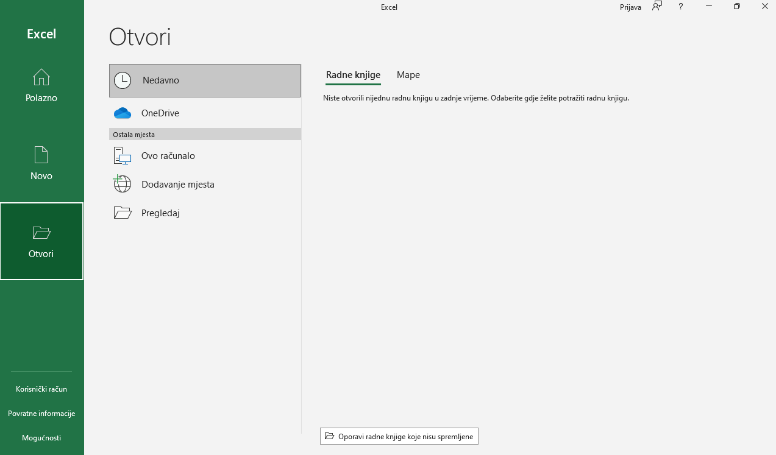 Excel
Prijava
?
Excel
Otvori
Polazno
Novo
Otvori
Korisnički račun
Povratne informacije
Mogućnosti
Nedavno
OneDrive
Ostala mjesta
Ovo računalo
Dodavanje mjesta
Pregledaj
Radne knjige
Mape
Niste otvorili nijednu radnu knjigu u zadnje vrijeme. Odaberite gdje želite potražiti radnu knjigu.
Oporavi radne knjige koje nisu spremljene